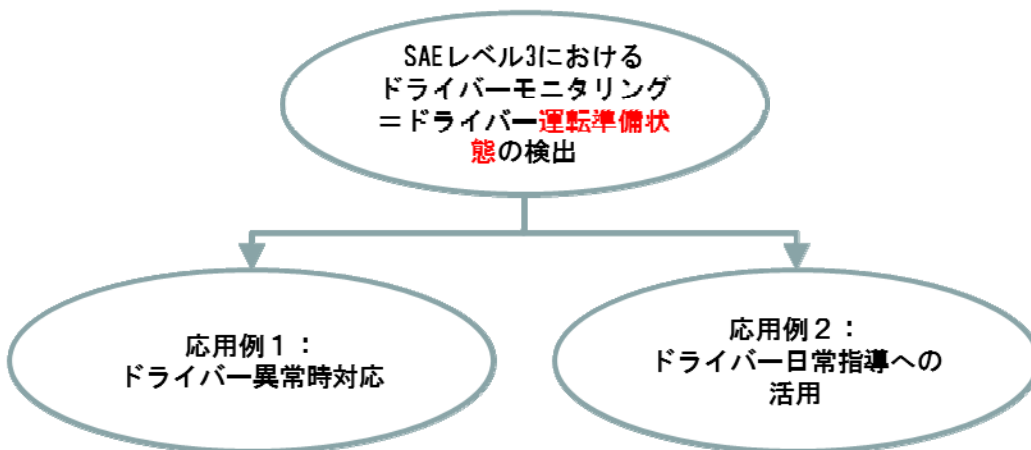 SAEレベル3における
ドライバーモニタリング
＝ドライバー運転準備状
態の検出
応用例１：
ドライバー異常時対応
応用例２：
ドライバー日常指導への
活用